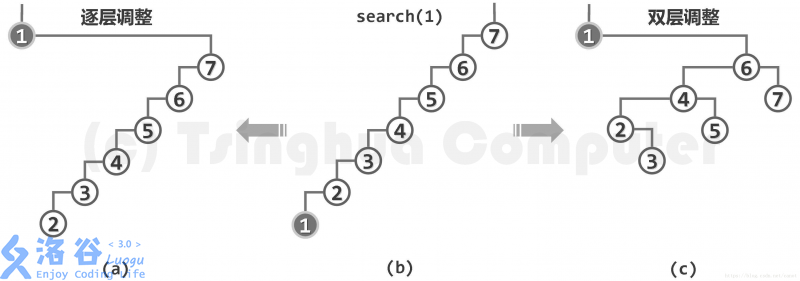 逐层调整
search(1)
双层调整
1
7
6
5
4
3
2
7
6
5
4
3
2
1
1
6
4
7
2
5
3
(c) Tsinghua Computer
洛谷
< 3.0 >
Luogu
Enjoy Coding Life
(a)
(b)
(c)